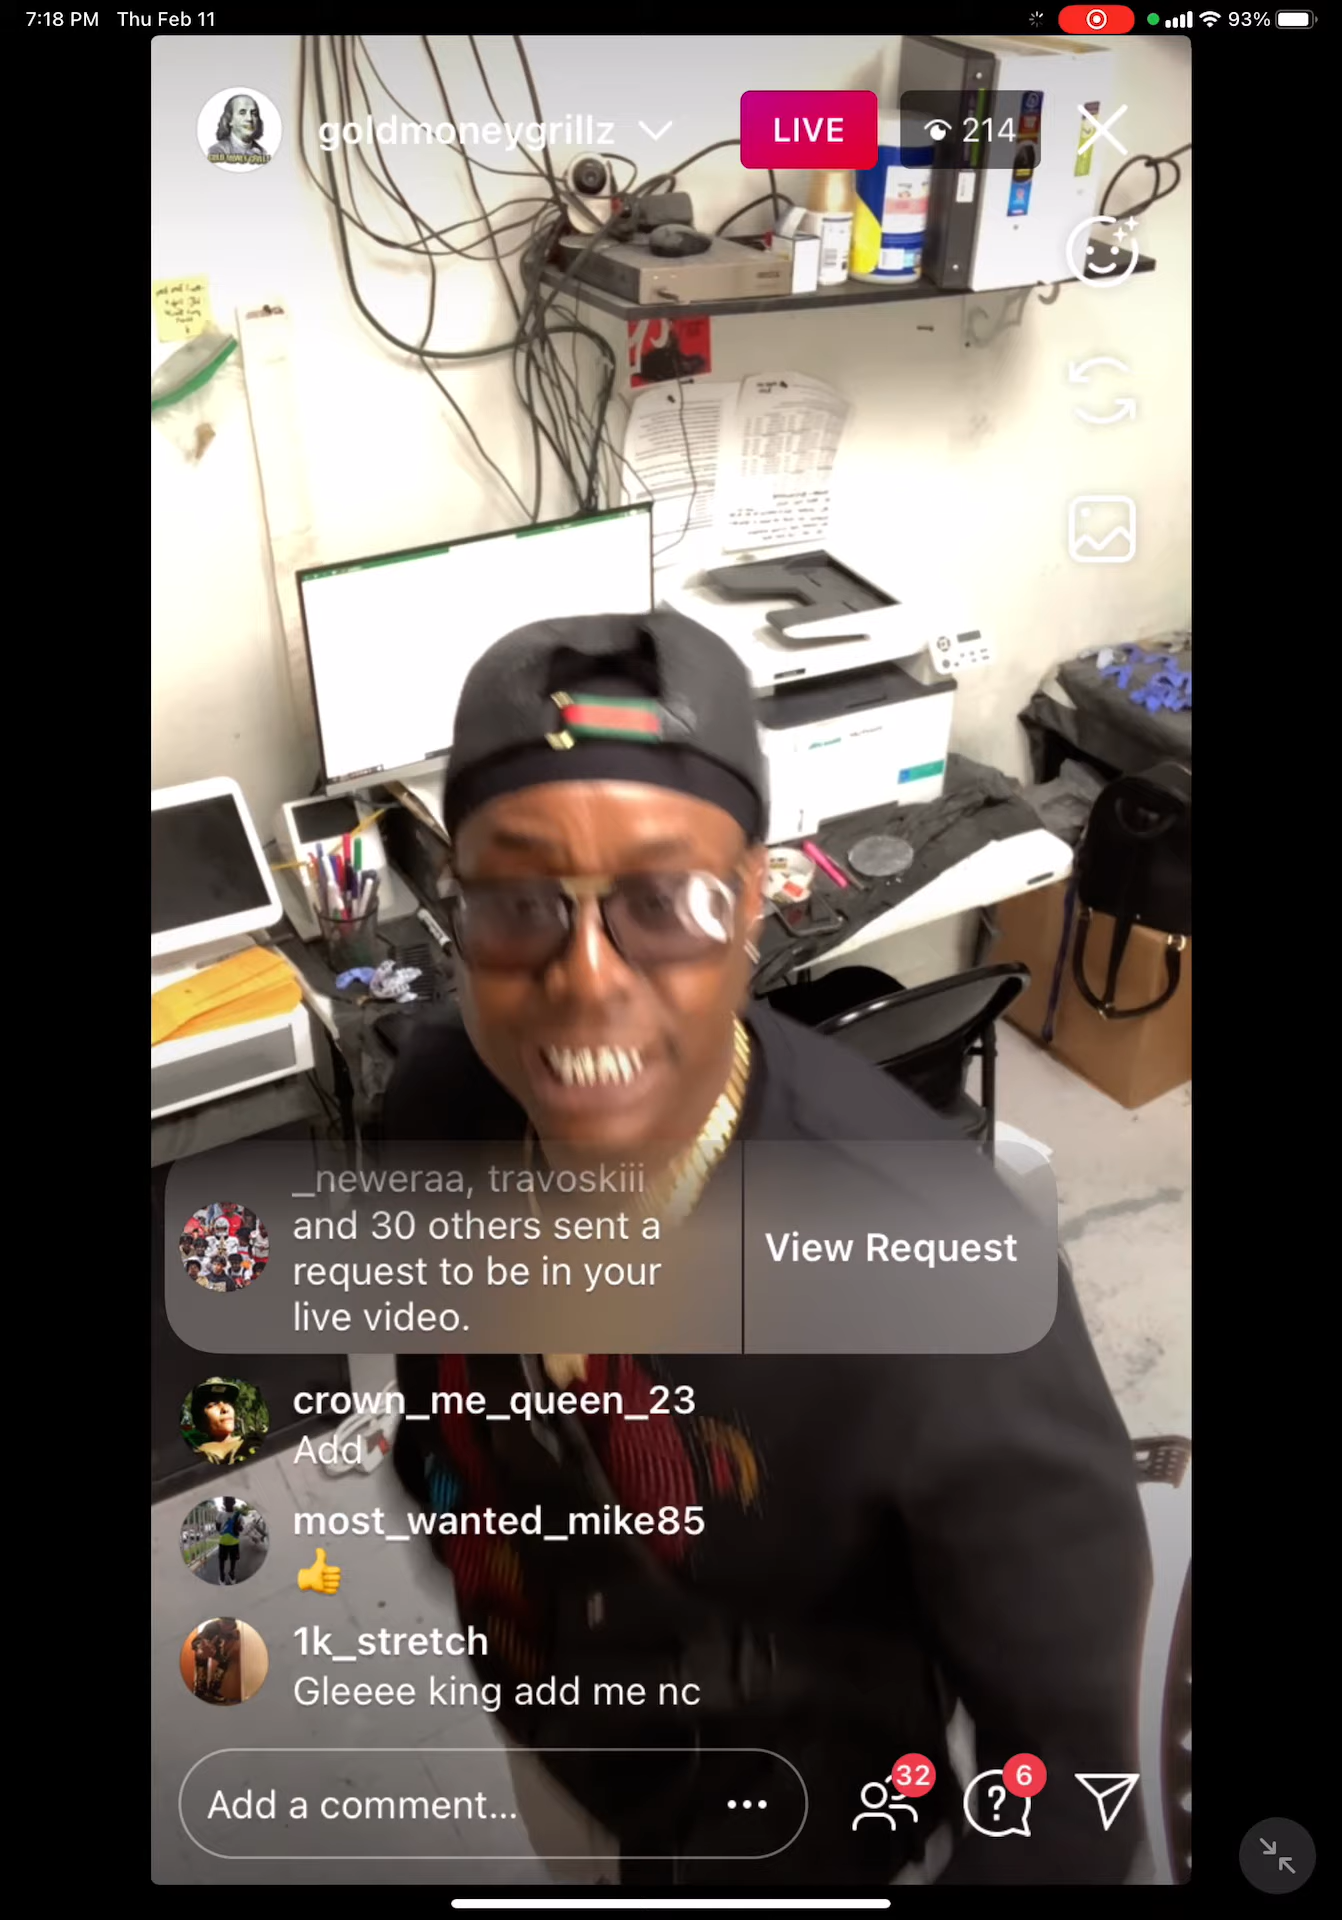 7:18 PM Thu Feb 11
93%
goldmoneygrillz
LIVE
214
_neweraa, travoskiii
and 30 others sent a
request to be in your
live video.
View Request
crown_me_queen_23
Add
most_wanted_mike85
👍
1k_stretch
Gleeee king add me nc
Add a comment...
32
6